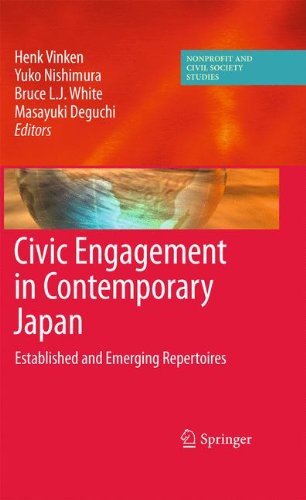 Henk Vinken
Yuko Nishimura
Bruce L.J. White
Masayuki Deguchi
Editors
NONPROFIT AND
CIVIL SOCIETY
STUDIES
Civic Engagement
in Contemporary
Japan
Established and Emerging Repertoires
Springer